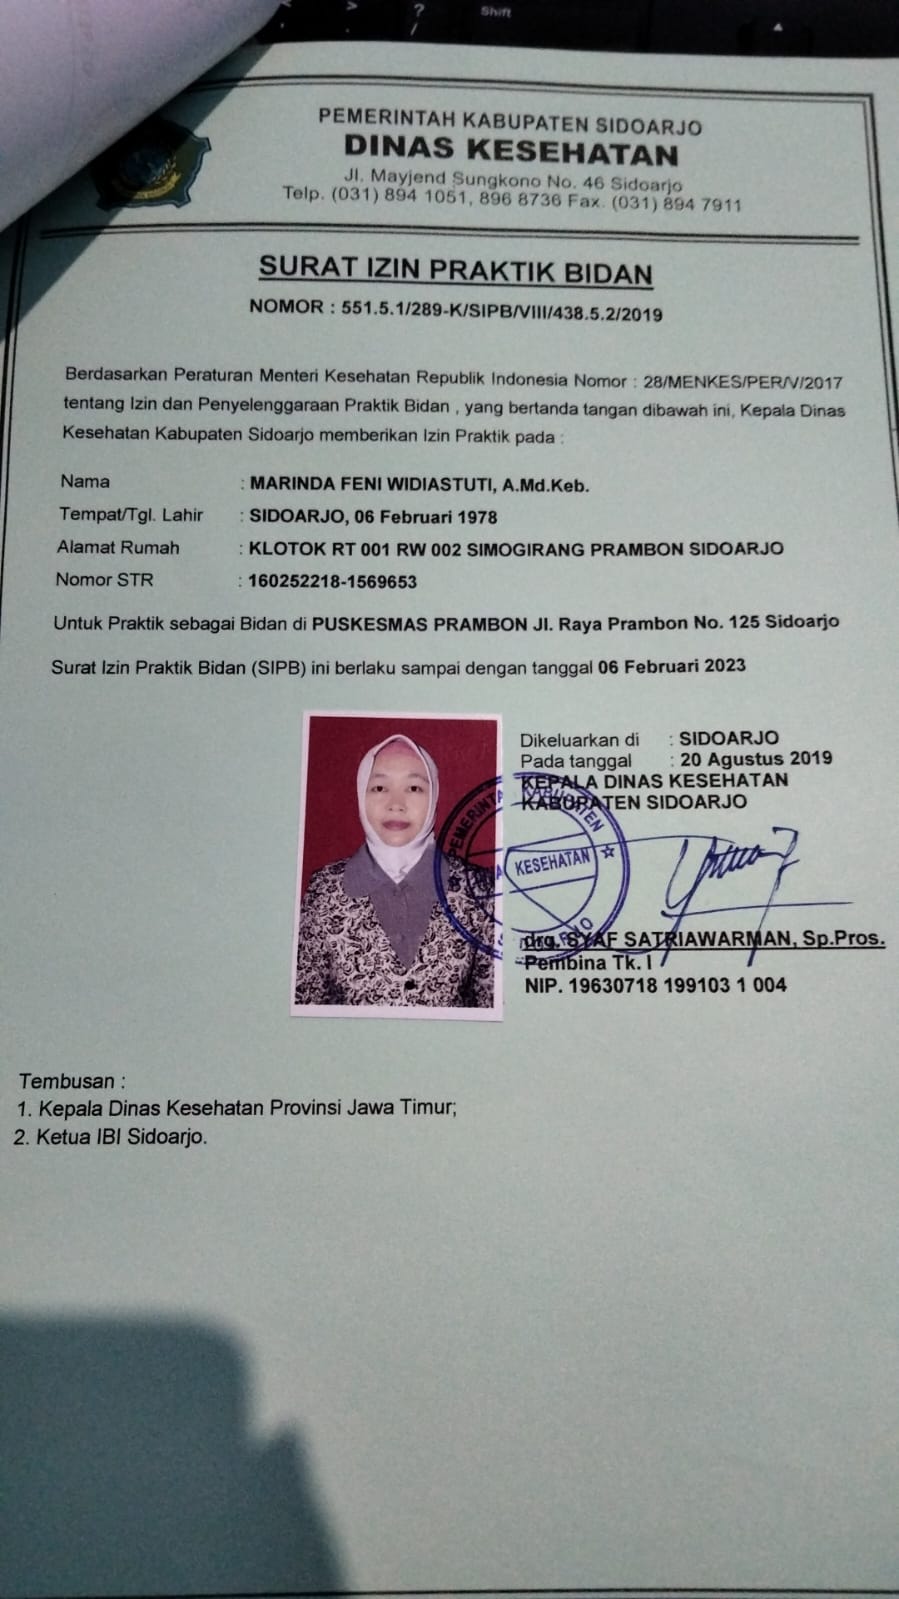 ?
/
Shift
PEMERINTAH KABUPATEN SIDOARJO
DINAS KESEHATAN
Jl. Mayjend Sungkono No. 46 Sidoarjo
Telp. (031) 894 1051, 896 8736 Fax. (031) 894 7911
SURAT IZIN PRAKTIK BIDAN
NOMOR : 551.5.1/289-K/SIPB/VIII/438.5.2/2019
Berdasarkan Peraturan Menteri Kesehatan Republik Indonesia Nomor : 28/MENKES/PER/V/2017
tentang Izin dan Penyelenggaraan Praktik Bidan , yang bertanda tangan dibawah ini, Kepala Dinas
Kesehatan Kabupaten Sidoarjo memberikan Izin Praktik pada :
Nama : MARINDA FENI WIDIASTUTI, A.Md.Keb.
Tempat/Tgl. Lahir : SIDOARJO, 06 Februari 1978
Alamat Rumah : KLOTOK RT 001 RW 002 SIMOGIRANG PRAMBON SIDOARJO
Nomor STR : 160252218-1569653
Untuk Praktik sebagai Bidan di PUSKESMAS PRAMBON Jl. Raya Prambon No. 125 Sidoarjo
Surat Izin Praktik Bidan (SIPB) ini berlaku sampai dengan tanggal 06 Februari 2023
Dikeluarkan di : SIDOARJO
Pada tanggal : 20 Agustus 2019
KEPALA DINAS KESEHATAN
KABUPATEN SIDOARJO
PEMERINTA KABUPATEN
KESEHATAN
drg. SYAF SATRIAWARMAN, Sp.Pros.
Pembina Tk. I
NIP. 19630718 199103 1 004
Tembusan :
1. Kepala Dinas Kesehatan Provinsi Jawa Timur;
2. Ketua IBI Sidoarjo.